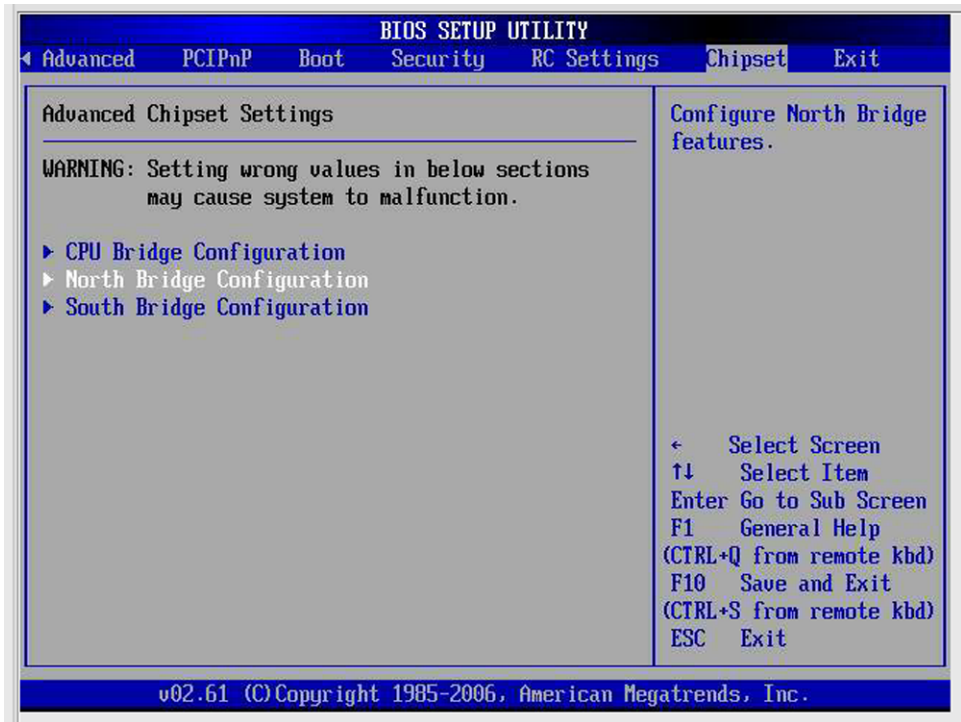 BIOS SETUP UTILITY
Advanced PCIPnP Boot Security RC Settings Chipset Exit
Advanced Chipset Settings
WARNING: Setting wrong values in below sections
may cause system to malfunction.
CPU Bridge Configuration
North Bridge Configuration
South Bridge Configuration
Configure North Bridge
features.
← Select Screen
↑↓ Select Item
Enter Go to Sub Screen
F1 General Help
(CTRL+Q from remote kbd)
F10 Save and Exit
(CTRL+S from remote kbd)
ESC Exit
v02.61 (C)Copyright 1985-2006, American Megatrends, Inc.